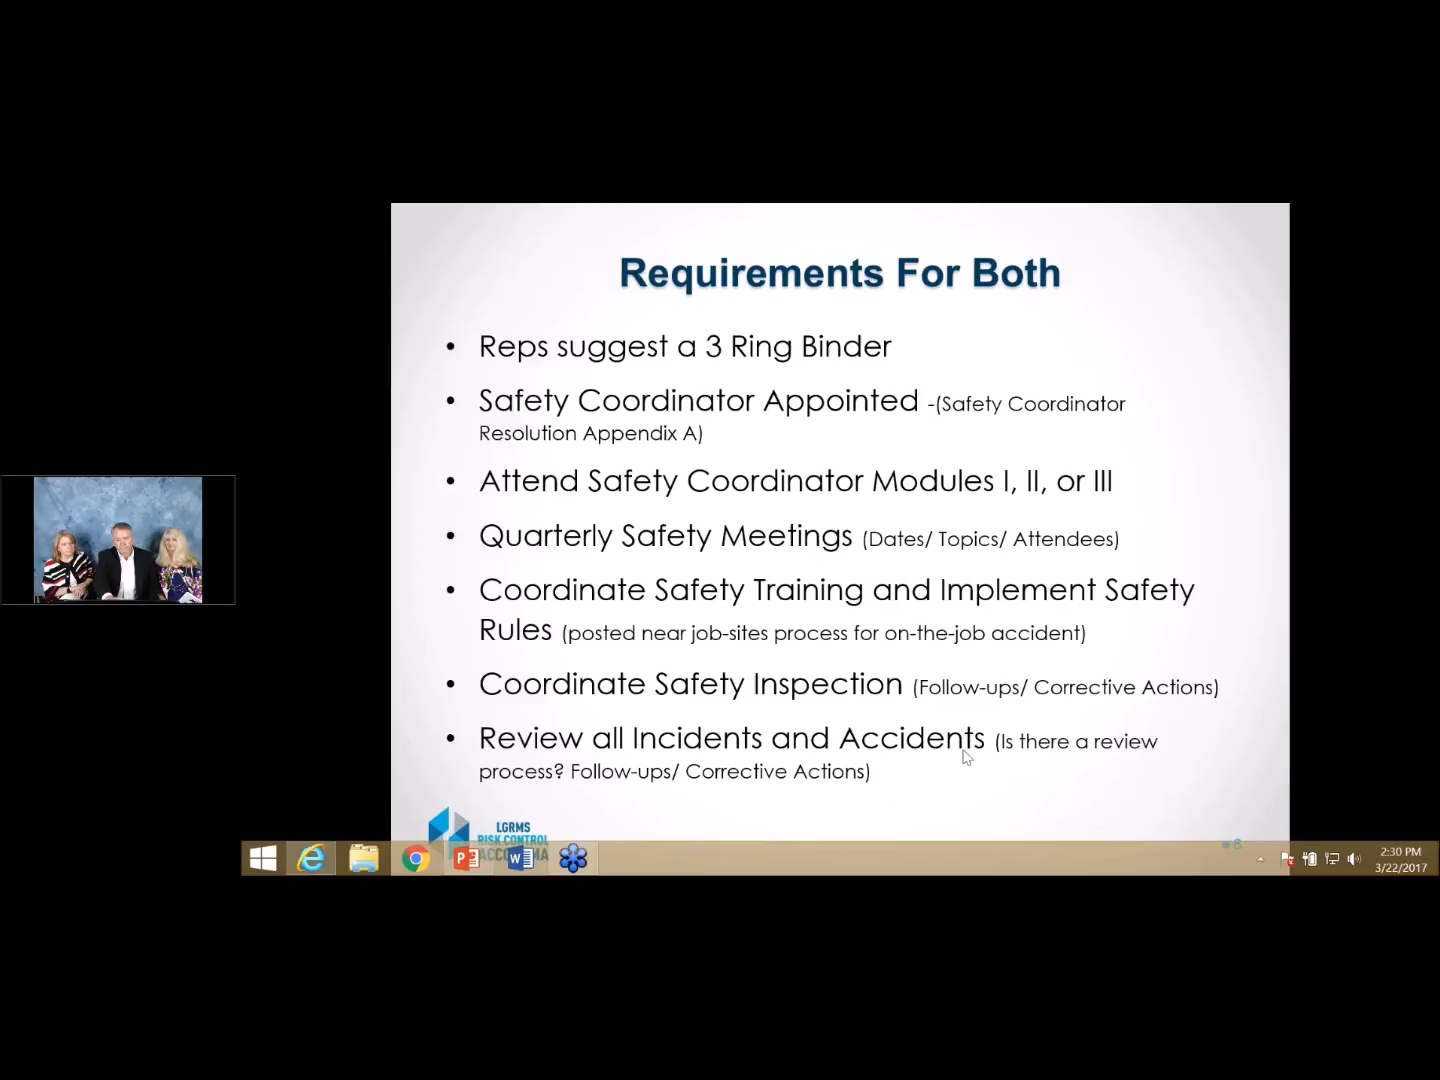 Requirements For Both
• Reps suggest a 3 Ring Binder
• Safety Coordinator Appointed -(Safety Coordinator
Resolution Appendix A)
• Attend Safety Coordinator Modules I, II, or III
• Quarterly Safety Meetings (Dates/ Topics/ Attendees)
• Coordinate Safety Training and Implement Safety
Rules (posted near job-sites process for on-the-job accident)
• Coordinate Safety Inspection (Follow-ups/ Corrective Actions)
• Review all Incidents and Accidents (Is there a review
process? Follow-ups/ Corrective Actions)
LGRMS
RISK CONTROL
8
2:30 PM
3/22/2017